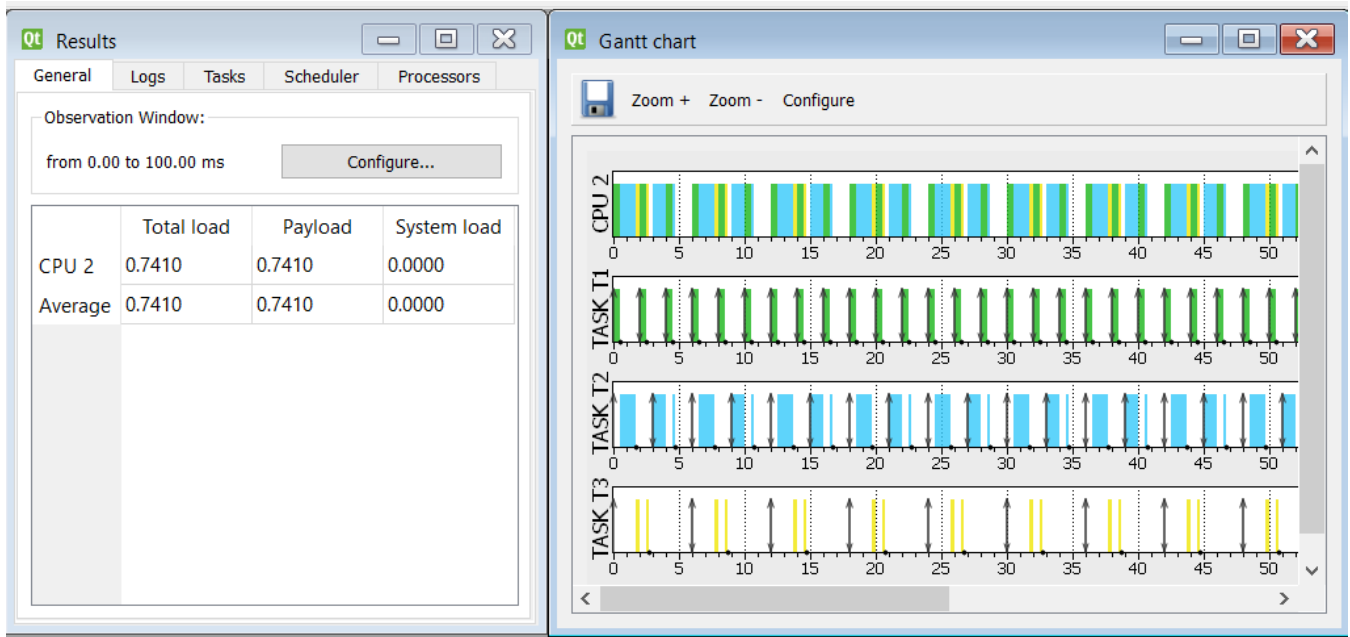 Qt Results
General Logs Tasks Scheduler Processors
Observation Window:
from 0.00 to 100.00 ms Configure...
Total load Payload System load
CPU 2 0.7410 0.7410 0.0000
Average 0.7410 0.7410 0.0000
Qt Gantt chart
Zoom + Zoom - Configure
CPU 2
0 5 10 15 20 25 30 35 40 45 50
TASK T1
0 5 10 15 20 25 30 35 40 45 50
TASK T2
0 5 10 15 20 25 30 35 40 45 50
TASK T3
0 5 10 15 20 25 30 35 40 45 50